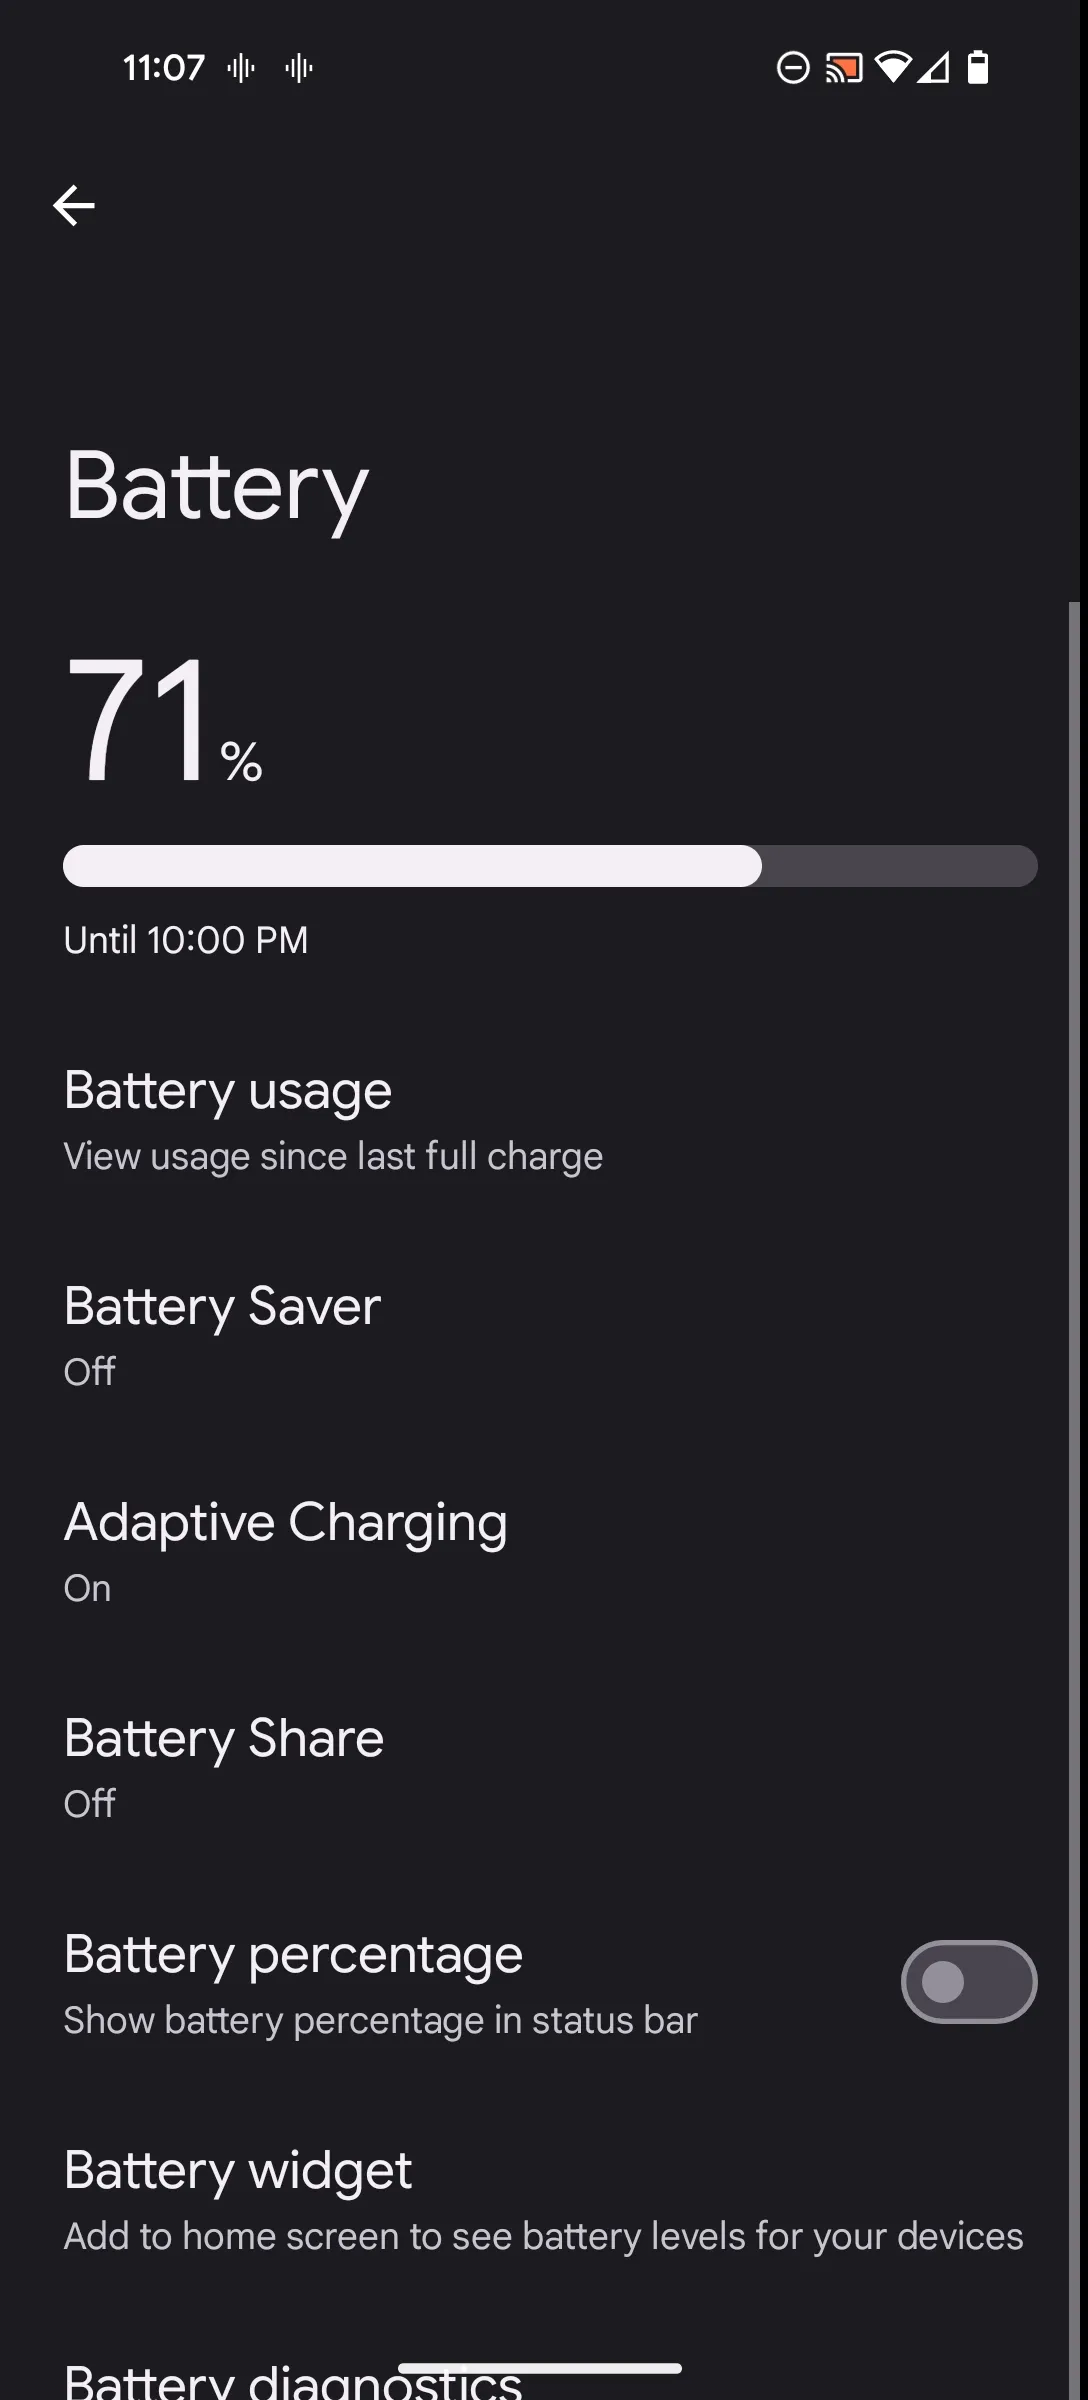 11:07
Battery
71%
Until 10:00 PM
Battery usage
View usage since last full charge
Battery Saver
Off
Adaptive Charging
On
Battery Share
Off
Battery percentage
Show battery percentage in status bar
Battery widget
Add to home screen to see battery levels for your devices
Battery diagnostics